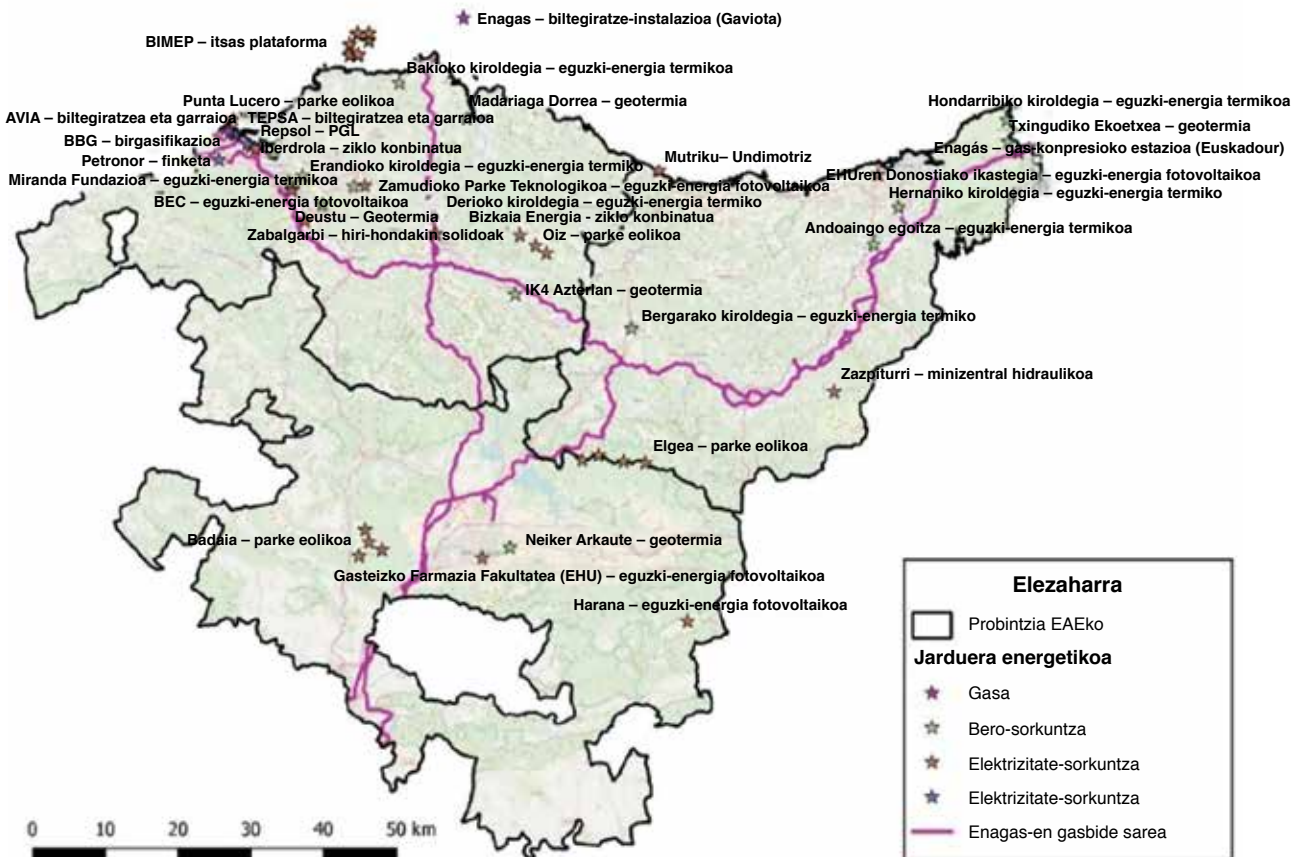 Enagas – biltegiratze-instalazioa (Gaviota)
BIMEP – itsas plataforma
Bakioko kiroldegia – eguzki-energia termikoa
Punta Lucero – parke eolikoa
Madariaga Dorrea – geotermia
Hondarribiko kiroldegia – eguzki-energia termikoa
AVIA – biltegiratzea eta garraioa
TEPSA – biltegiratzea eta garraioa
Txingudiko Ekoetxea – geotermia
BBG – birgasifikazioa
Repsol – PGL
Iberdrola – ziklo konbinatua
Enagás – gas-konpresioko estazioa (Euskadour)
Petronor – finketa
Erandioko kiroldegia – eguzki-energia termiko
Mutriku– Undimotriz
EHUren Donostiako ikastegia – eguzki-energia fotovoltaikoa
Miranda Fundazioa – eguzki-energia termikoa
Zamudioko Parke Teknologikoa – eguzki-energia fotovoltaikoa
Hernaniko kiroldegia – eguzki-energia termiko
BEC – eguzki-energia fotovoltaikoa
Derioko kiroldegia – eguzki-energia termiko
Deustu – Geotermia
Bizkaia Energia - ziklo konbinatua
Andoaingo egoitza – eguzki-energia termikoa
Zabalgarbi – hiri-hondakin solidoak
Oiz – parke eolikoa
IK4 Azterlan – geotermia
Bergarako kiroldegia – eguzki-energia termiko
Zazpiturri – minizentral hidraulikoa
Elgea – parke eolikoa
Badaia – parke eolikoa
Neiker Arkaute – geotermia
Gasteizko Farmazia Fakultatea (EHU) – eguzki-energia fotovoltaikoa
Harana – eguzki-energia fotovoltaikoa
Elezaharra
Probintzia EAEko
Jarduera energetikoa
Gasa
Bero-sorkuntza
Elektrizitate-sorkuntza
Elektrizitate-sorkuntza
Enagas-en gasbide sarea
0 10 20 30 40 50 km